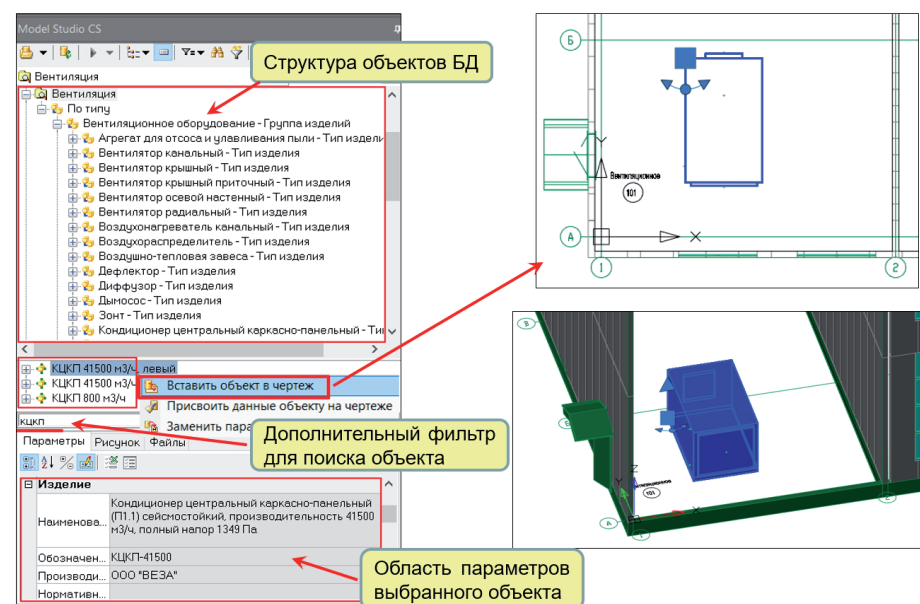 Model Studio CS
Вентиляция
Вентиляция
По типу
Вентиляционное оборудование - Группа изделий
Агрегат для отсоса и улавливания пыли - Тип издели
Вентилятор канальный - Тип изделия
Вентилятор крышный - Тип изделия
Вентилятор крышный приточный - Тип изделия
Вентилятор осевой настенный - Тип изделия
Вентилятор радиальный - Тип изделия
Воздухонагреватель канальный - Тип изделия
Воздухораспределитель - Тип изделия
Воздушно-тепловая завеса - Тип изделия
Дефлектор - Тип изделия
Диффузор - Тип изделия
Дымосос - Тип изделия
Зонт - Тип изделия
Кондиционер центральный каркасно-панельный - Ти
Структура объектов БД
КЦКП 41500 м3/ч, левый
КЦКП 41500 м3/ч
КЦКП 800 м3/ч
Вставить объект в чертеж
Присвоить данные объекту на чертеже
Заменить пара
кцкп
Дополнительный фильтр
для поиска объекта
Параметры Рисунок Файлы
Изделие
Наименова...
Кондиционер центральный каркасно-панельный
(П1.1) сейсмостойкий, производительность 41500
м3/ч, полный напор 1349 Па
Обозначен... КЦКП-41500
Производи... ООО "ВЕЗА"
Нормативн...
Область параметров
выбранного объекта
Б
Y
Вентиляционное
101
А
X
1
2
В
Б
Z
Y
101
X
А
1
2